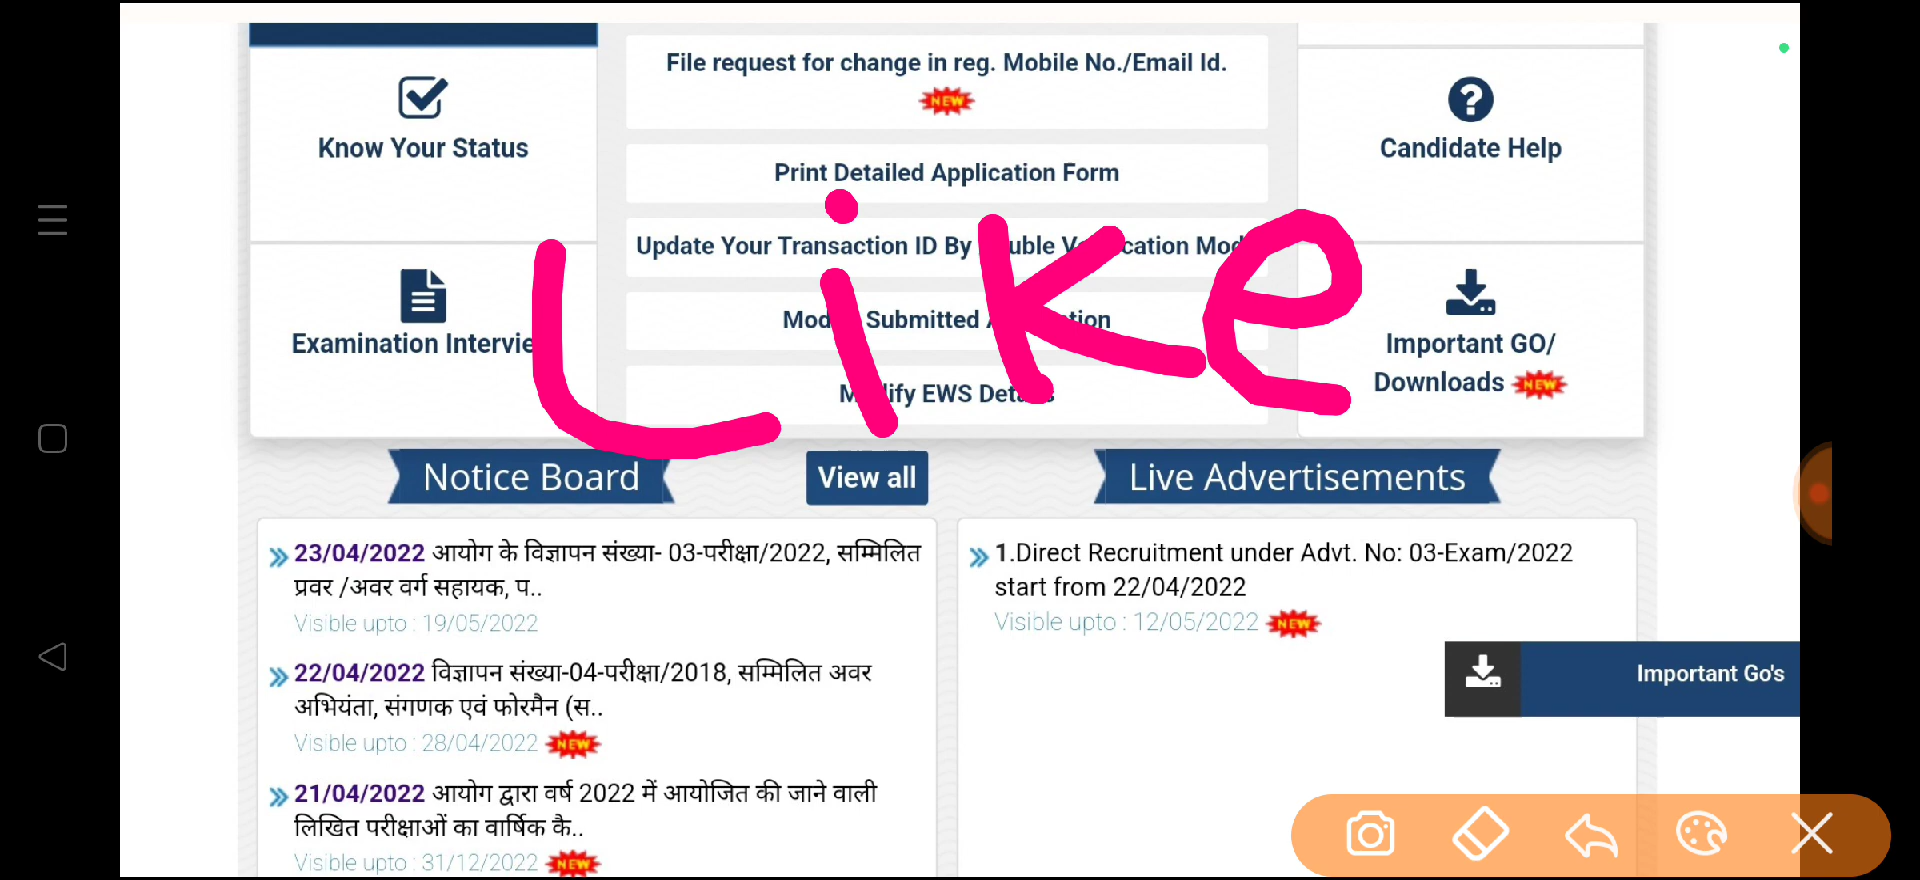 File request for change in reg. Mobile No./Email Id.
NEW
Know Your Status
Candidate Help
Print Detailed Application Form
Update Your Transaction ID By
Like
Examination
Submitted
Important GO/
Downloads NEW
EWS
Notice Board
View all
Live Advertisements
23/04/2022 आयोग के विज्ञापन संख्या- 03-परीक्षा/2022, सम्मिलित
प्रवर /अवर वर्ग सहायक, प..
Visible upto : 19/05/2022
22/04/2022 विज्ञापन संख्या-04-परीक्षा/2018, सम्मिलित अवर
अभियंता, संगणक एवं फोरमैन (स..
Visible upto : 28/04/2022 NEW
21/04/2022 आयोग द्वारा वर्ष 2022 में आयोजित की जाने वाली
लिखित परीक्षाओं का वार्षिक कै..
Visible upto : 31/12/2022 NEW
1.Direct Recruitment under Advt. No: 03-Exam/2022
start from 22/04/2022
Visible upto : 12/05/2022 NEW
Important Go's